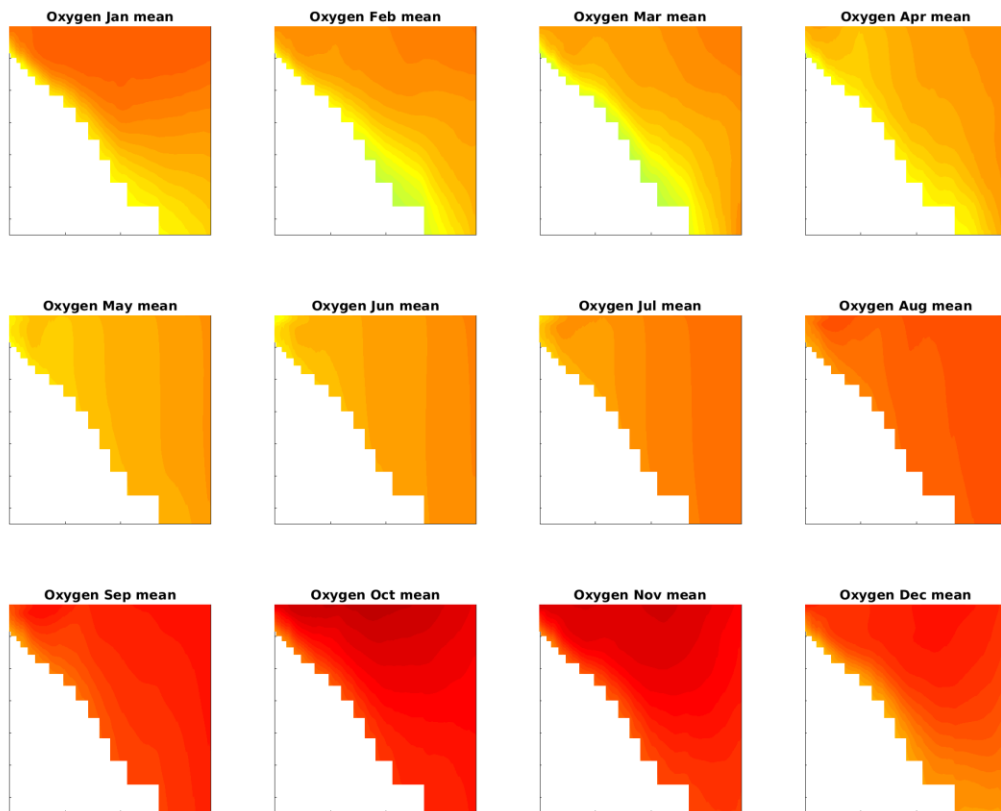 Oxygen Jan mean
Oxygen Feb mean
Oxygen Mar mean
Oxygen Apr mean
Oxygen May mean
Oxygen Jun mean
Oxygen Jul mean
Oxygen Aug mean
Oxygen Sep mean
Oxygen Oct mean
Oxygen Nov mean
Oxygen Dec mean